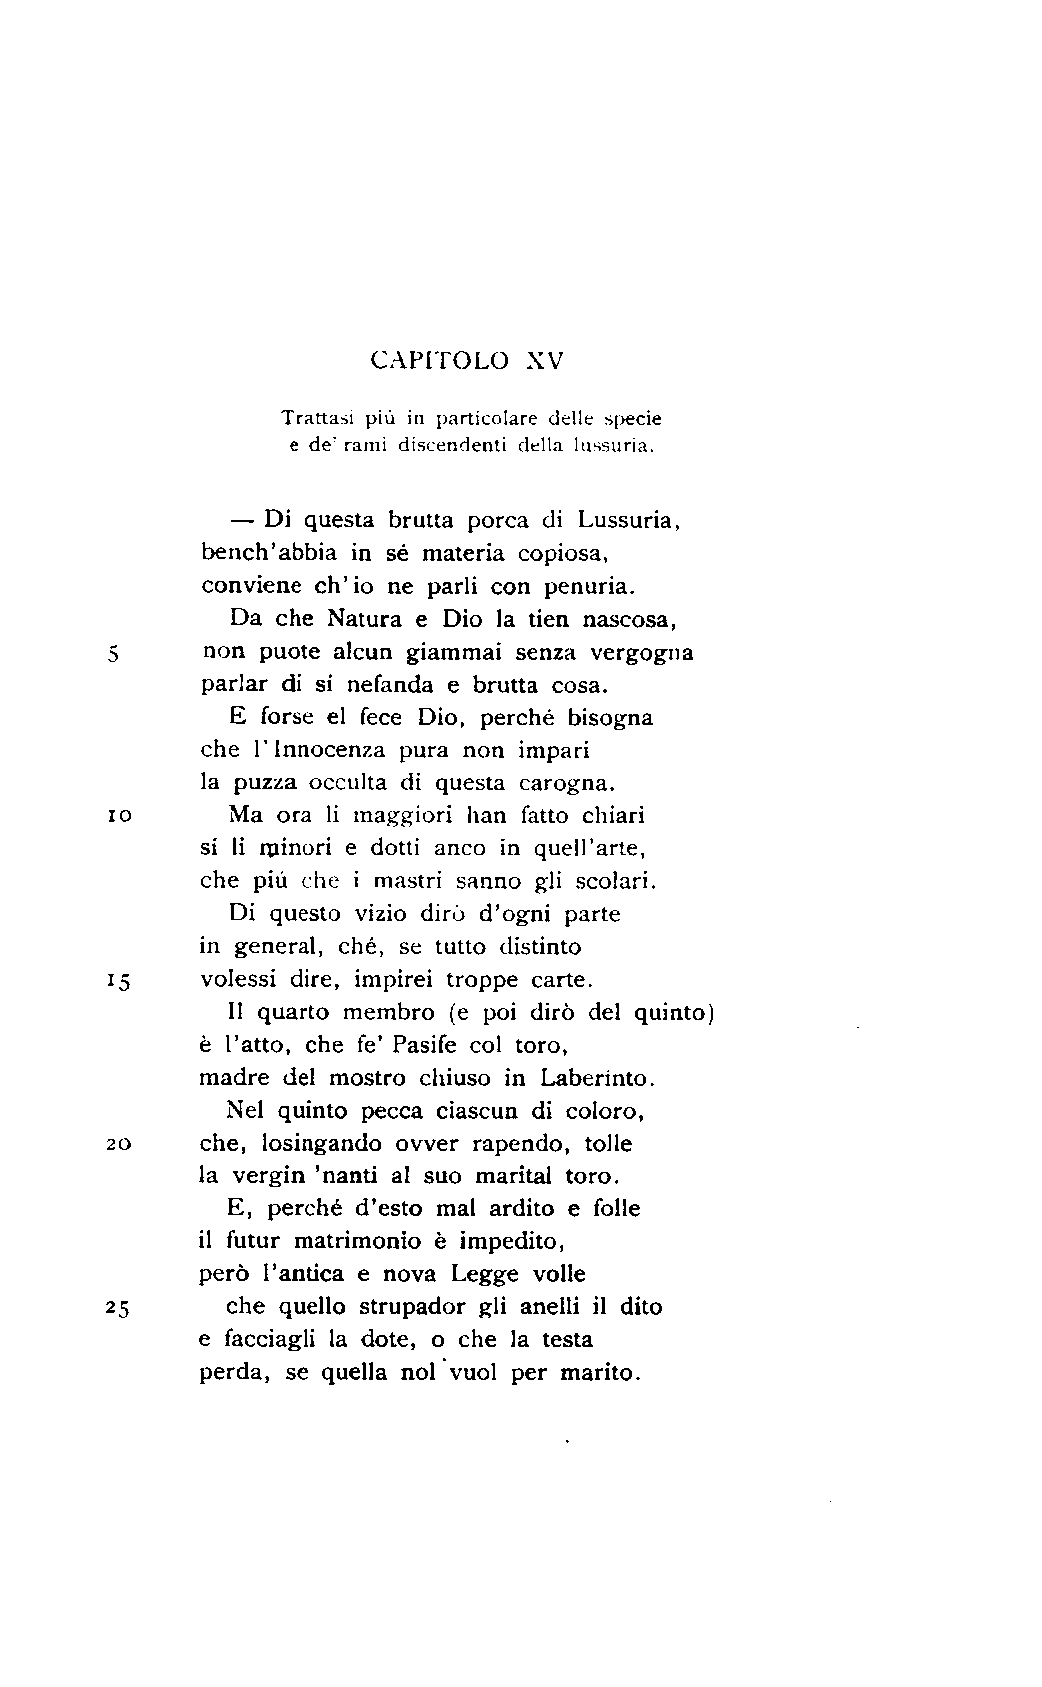 CAPITOLO XV
Trattasi più in particolare delle specie
e de' rami discendenti della lussuria.
— Di questa brutta porca di Lussuria,
bench'abbia in sé materia copiosa,
conviene ch'io ne parli con penuria.
Da che Natura e Dio la tien nascosa,
5 non puote alcun giammai senza vergogna
parlar di sí nefanda e brutta cosa.
E forse el fece Dio, perché bisogna
che l'Innocenza pura non impari
la puzza occulta di questa carogna.
10 Ma ora li maggiori han fatto chiari
sí li minori e dotti anco in quell'arte,
che piú che i mastri sanno gli scolari.
Di questo vizio dirò d'ogni parte
in general, ché, se tutto distinto
15 volessi dire, impirei troppe carte.
Il quarto membro (e poi dirò del quinto)
è l'atto, che fe' Pasife col toro,
madre del mostro chiuso in Laberinto.
Nel quinto pecca ciascun di coloro,
20 che, losingando ovver rapendo, tolle
la vergin 'nanti al suo marital toro.
E, perché d'esto mal ardito e folle
il futur matrimonio è impedito,
però l'antica e nova Legge volle
25 che quello strupador gli anelli il dito
e facciagli la dote, o che la testa
perda, se quella nol vuol per marito.